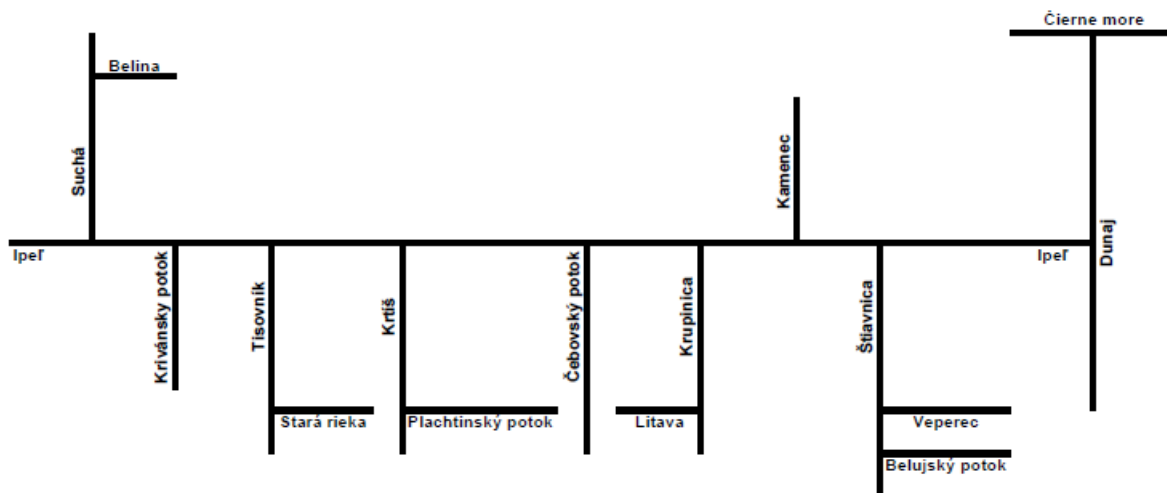 Čierne more
Belina
Suchá
Kamenec
Ipeľ
Ipeľ
Dunaj
Krivánsky potok
Tisovník
Krtíš
Čebovský potok
Krupinica
Štiavnica
Stará rieka
Plachtinský potok
Litava
Veperec
Belujský potok